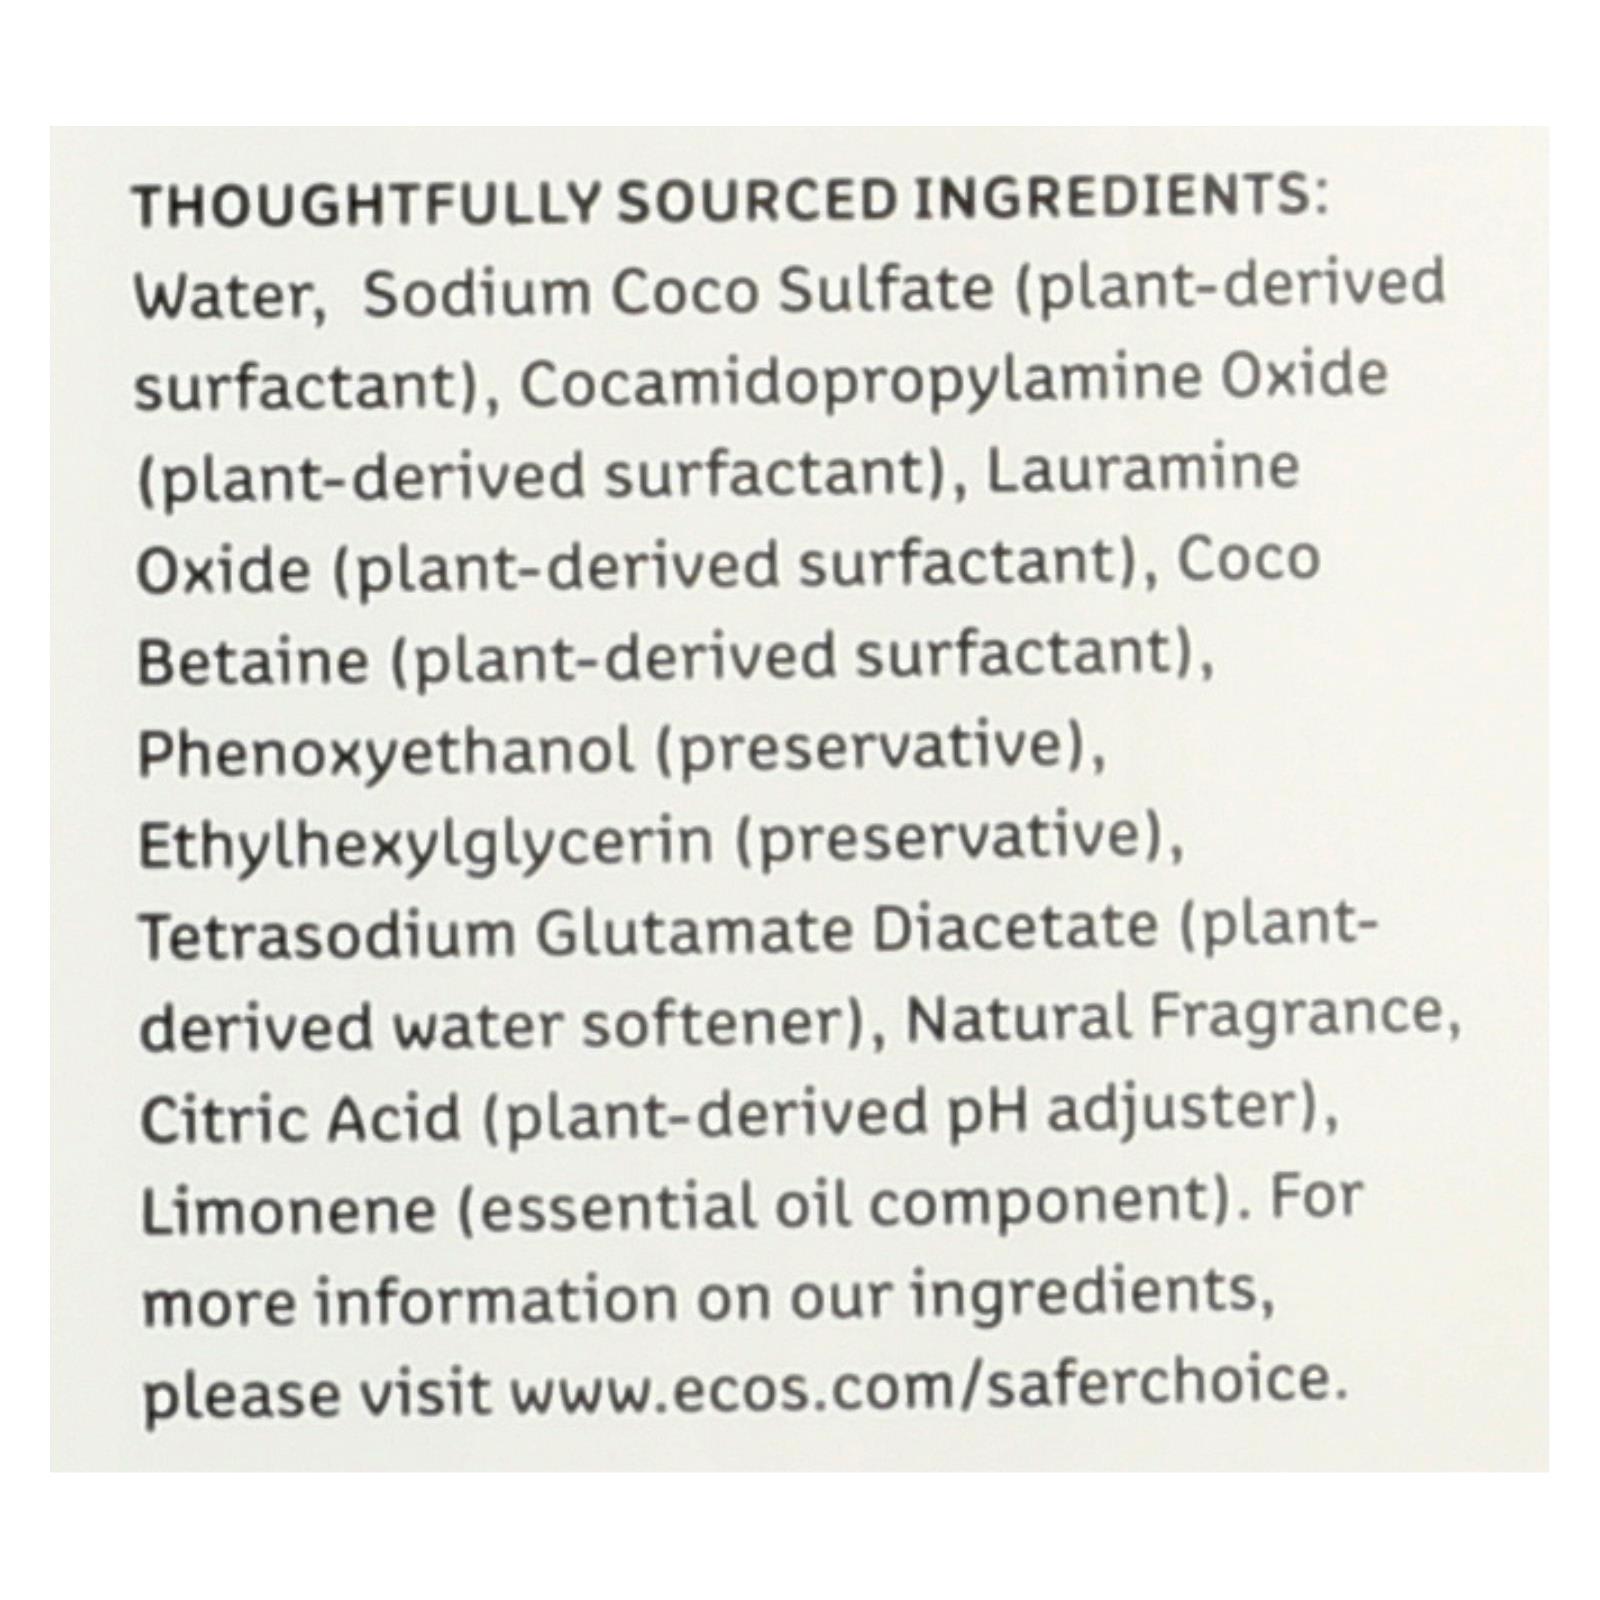 THOUGHTFULLY SOURCED INGREDIENTS:
Water,  Sodium Coco Sulfate (plant-derived
surfactant), Cocamidopropylamine Oxide
(plant-derived surfactant), Lauramine
Oxide (plant-derived surfactant), Coco
Betaine (plant-derived surfactant),
Phenoxyethanol (preservative),
Ethylhexylglycerin (preservative),
Tetrasodium Glutamate Diacetate (plant-
derived water softener), Natural Fragrance,
Citric Acid (plant-derived pH adjuster),
Limonene (essential oil component). For
more information on our ingredients,
please visit www.ecos.com/saferchoice.